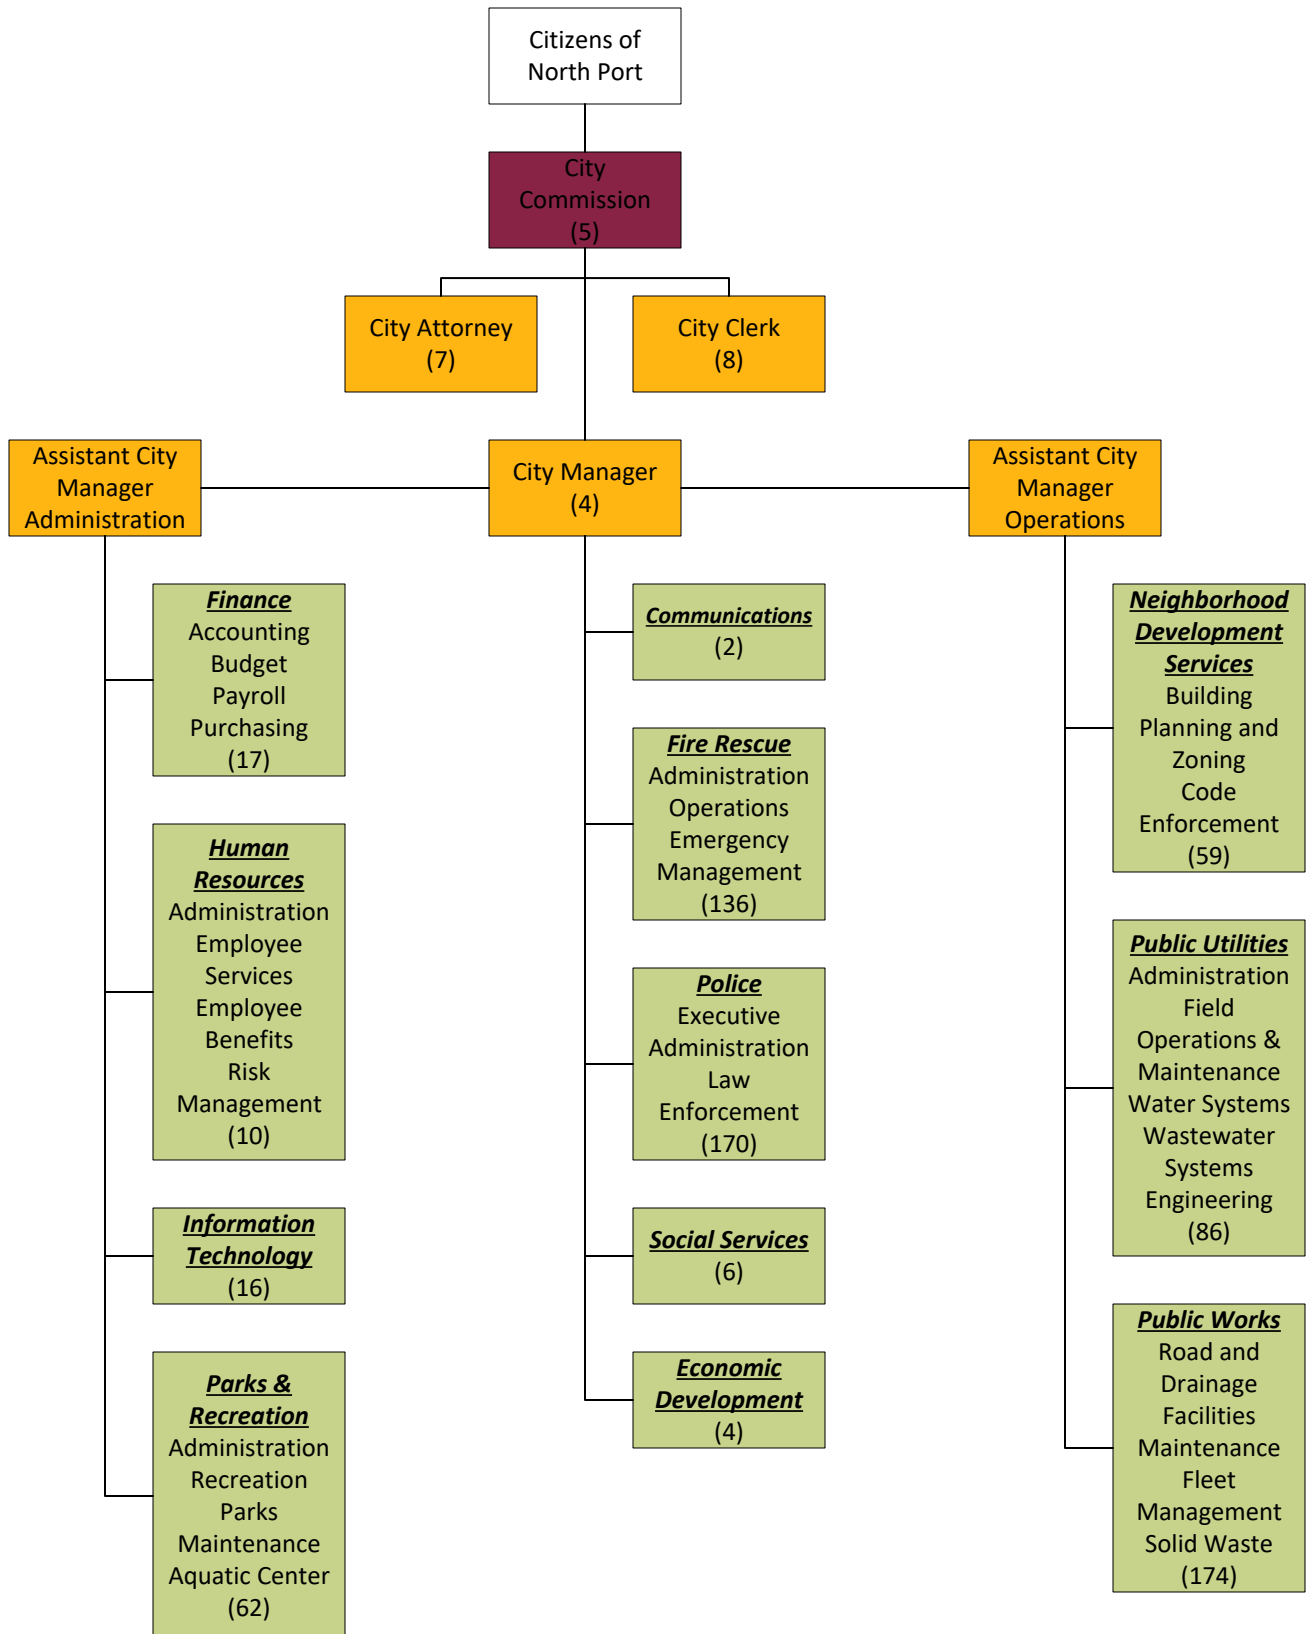 Citizens of
North Port
City
Commission
(5)
City Attorney
(7)
City Clerk
(8)
Assistant City
Manager
Administration
City Manager
(4)
Assistant City
Manager
Operations
Finance
Accounting
Budget
Payroll
Purchasing
(17)
Human
Resources
Administration
Employee
Services
Employee
Benefits
Risk
Management
(10)
Information
Technology
(16)
Parks &
Recreation
Administration
Recreation
Parks
Maintenance
Aquatic Center
(62)
Communications
(2)
Fire Rescue
Administration
Operations
Emergency
Management
(136)
Police
Executive
Administration
Law
Enforcement
(170)
Social Services
(6)
Economic
Development
(4)
Neighborhood
Development
Services
Building
Planning and
Zoning
Code
Enforcement
(59)
Public Utilities
Administration
Field
Operations &
Maintenance
Water Systems
Wastewater
Systems
Engineering
(86)
Public Works
Road and
Drainage
Facilities
Maintenance
Fleet
Management
Solid Waste
(174)